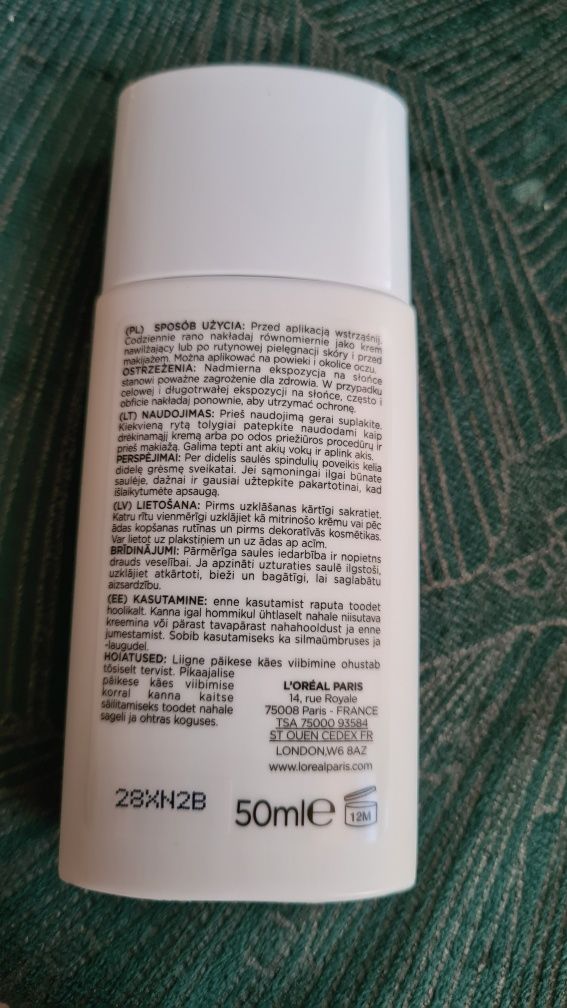 (PL) SPOSÓB UŻYCIA: Przed aplikacją wstrząśnij.
Codziennie rano nakładaj równomiernie jako krem
nawilżający lub po rutynowej pielęgnacji skóry i przed
makijażem. Można aplikować na powieki i okolice oczu.
OSTRZEŻENIA: Nadmierna ekspozycja na słońce
stanowi poważne zagrożenie dla zdrowia. W przypadku
celowej i długotrwałej ekspozycji na słońce, często i
obficie nakładaj ponownie, aby utrzymać ochronę.
(LT) NAUDOJIMAS: Prieš naudojimą gerai suplakite.
Kiekvieną rytą tolygiai patepkite naudodami kaip
drėkinamąjį kremą arba po odos priežiūros procedūrų ir
prieš makiažą. Galima tepti ant akių vokų ir aplink akis.
PERSPĖJIMAI: Per didelis saulės spindulių poveikis kelia
didelę grėsmę sveikatai. Jei sąmoningai ilgai būnate
saulėje, dažnai ir gausiai užtepkite pakartotinai, kad
išlaikytumėte apsaugą.
(LV) LIETOŠANA: Pirms uzklāšanas kārtīgi sakratiet.
Katru rītu vienmērīgi uzklājiet kā mitrinošo krēmu vai pēc
ādas kopšanas rutīnas un pirms dekoratīvās kosmētikas.
Var lietot uz plakstiņiem un uz ādas ap acīm.
BRĪDINĀJUMI: Pārmērīga saules iedarbība ir nopietns
drauds veselībai. Ja apzināti uzturaties saulē ilgstoši,
uzklājiet atkārtoti, bieži un bagātīgi, lai saglabātu
aizsardzību.
(EE) KASUTAMINE: enne kasutamist raputa toodet
hoolikalt. Kanna igal hommikul ühtlaselt nahale niisutava
kreemina või pärast tavapärast nahahooldust ja enne
jumestamist. Sobib kasutamiseks ka silmaümbruses ja
-laugudel.
HOIATUSED: Liigne päikese käes viibimine ohustab
tõsiselt tervist. Pikaajalise
päikese käes viibimise
korral kanna kaitse
säilitamiseks toodet nahale
sageli ja ohtras koguses.
L'ORÉAL PARIS
14, rue Royale
75008 Paris - FRANCE
TSA 75000 93584
ST OUEN CEDEX FR
LONDON,W6 8AZ
www.lorealparis.com
28XN2B
50ml℮
12M